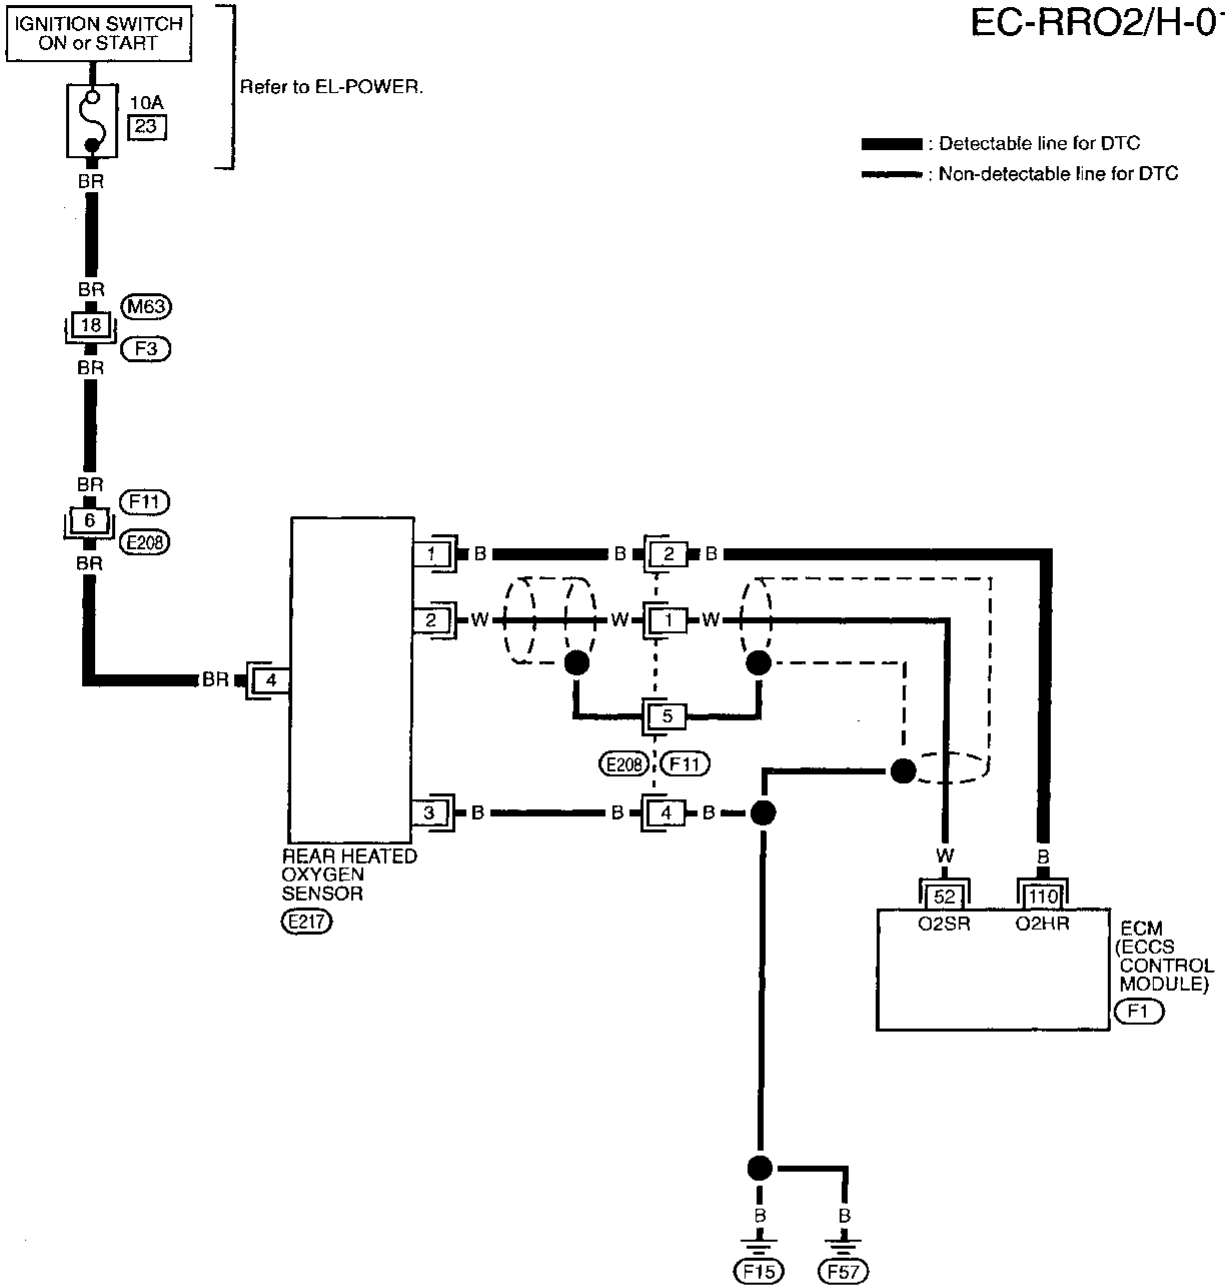 EC-RRO2/H-01
IGNITION SWITCH
ON or START
Refer to EL-POWER.
10A
23
: Detectable line for DTC
: Non-detectable line for DTC
BR
BR
M63
18
F3
BR
BR
F11
6
E208
BR
1
B
B
2
B
2
W
W
1
W
BR
4
5
E208
F11
3
B
B
4
B
REAR HEATED
OXYGEN
SENSOR
E217
W
B
52
110
O2SR
O2HR
ECM
(ECCS
CONTROL
MODULE)
F1
B
B
F15
F57